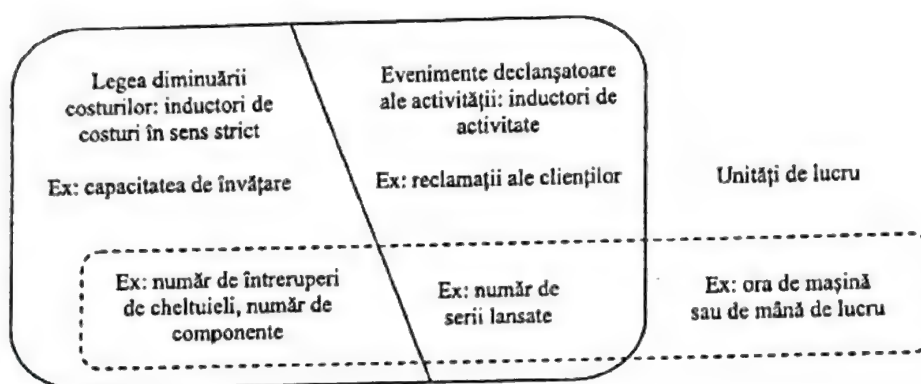 Legea diminuării
costurilor: inductori de
costuri în sens strict
Ex: capacitatea de învățare
Evenimente declanșatoare
ale activității: inductori de
activitate
Ex: reclamații ale clienților
Unități de lucru
Ex: număr de întreruperi
de cheltuieli, număr de
componente
Ex: număr de
serii lansate
Ex: ora de mașină
sau de mână de lucru